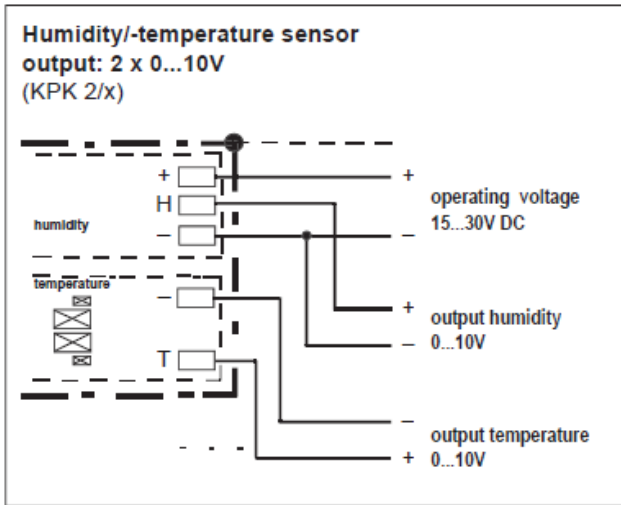 Humidity/-temperature sensor
output: 2 x 0...10V
(KPK 2/x)
+
+
H
operating voltage
15...30V DC
humidity
–
–
temperature
–
+
output humidity
0...10V
–
T
–
output temperature
+
0...10V